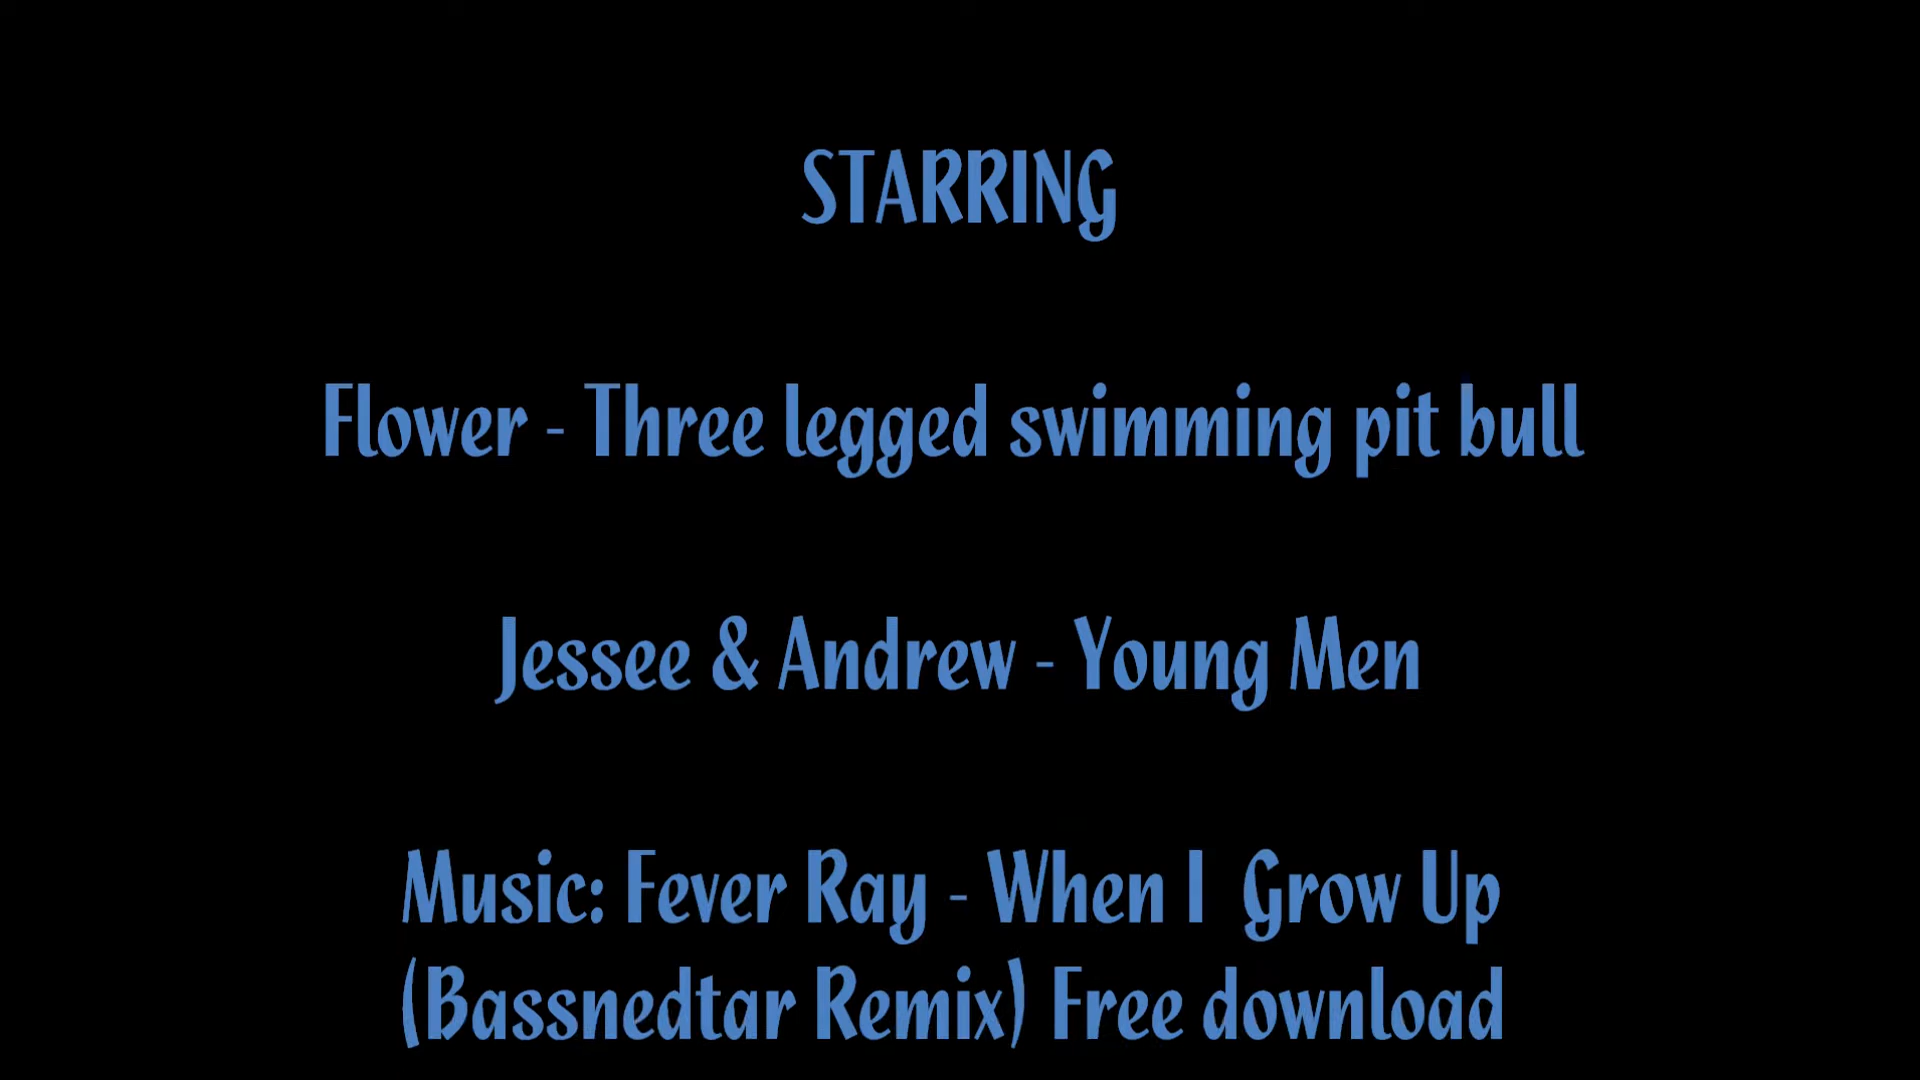 STARRING
Flower - Three legged swimming pit bull
Jessee & Andrew - Young Men
Music: Fever Ray - When I  Grow Up
(Bassnedtar Remix) Free download